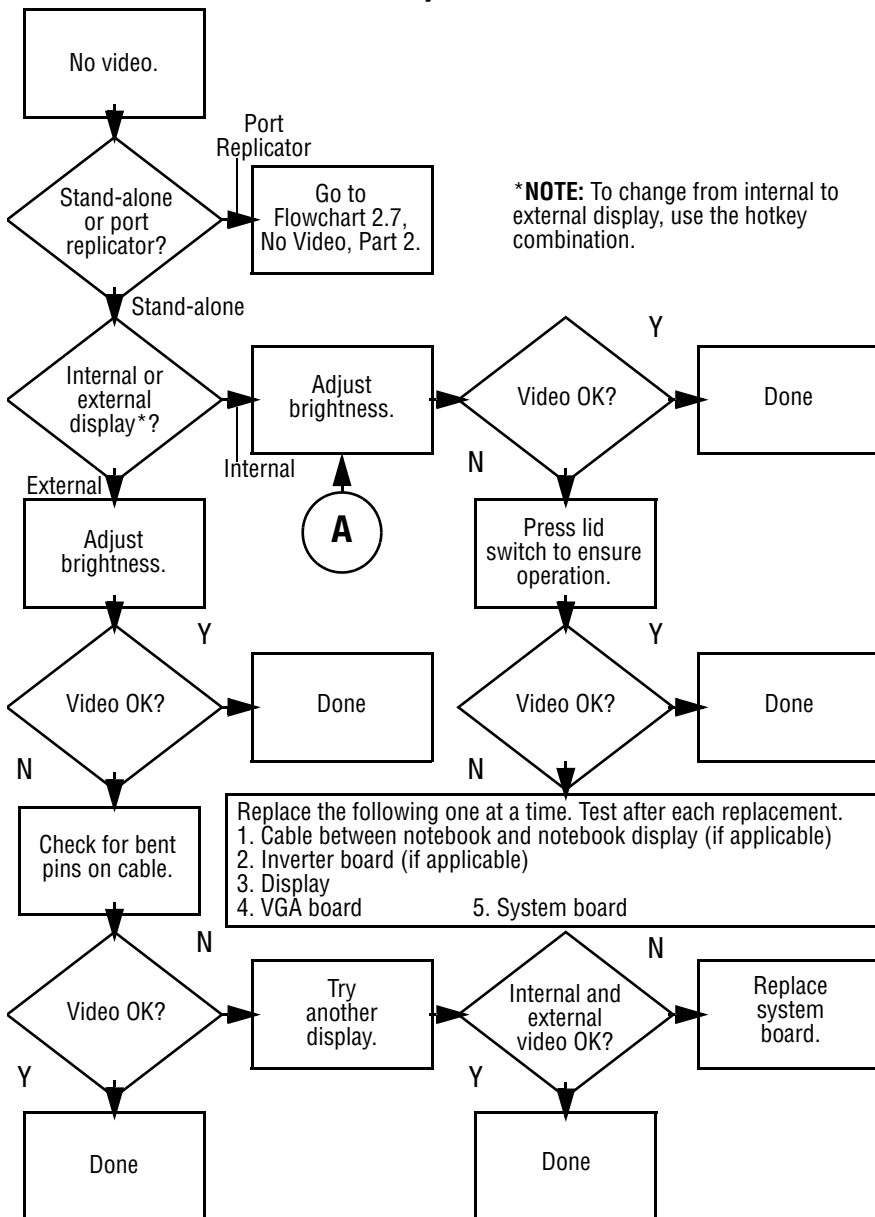 No video.
Port
Replicator
Stand-alone
or port
replicator?
Go to
Flowchart 2.7,
No Video, Part 2.
*NOTE: To change from internal to
external display, use the hotkey
combination.
Stand-alone
Internal or
external
display*?
Internal
Adjust
brightness.
Video OK?
Y
Done
N
A
External
Adjust
brightness.
Press lid
switch to ensure
operation.
Video OK?
Y
Done
N
Video OK?
Y
Done
N
Check for bent
pins on cable.
Replace the following one at a time. Test after each replacement.
1. Cable between notebook and notebook display (if applicable)
2. Inverter board (if applicable)
3. Display
4. VGA board 5. System board
Video OK?
N
Try
another
display.
Internal and
external
video OK?
N
Replace
system
board.
Y
Done
Y
Done